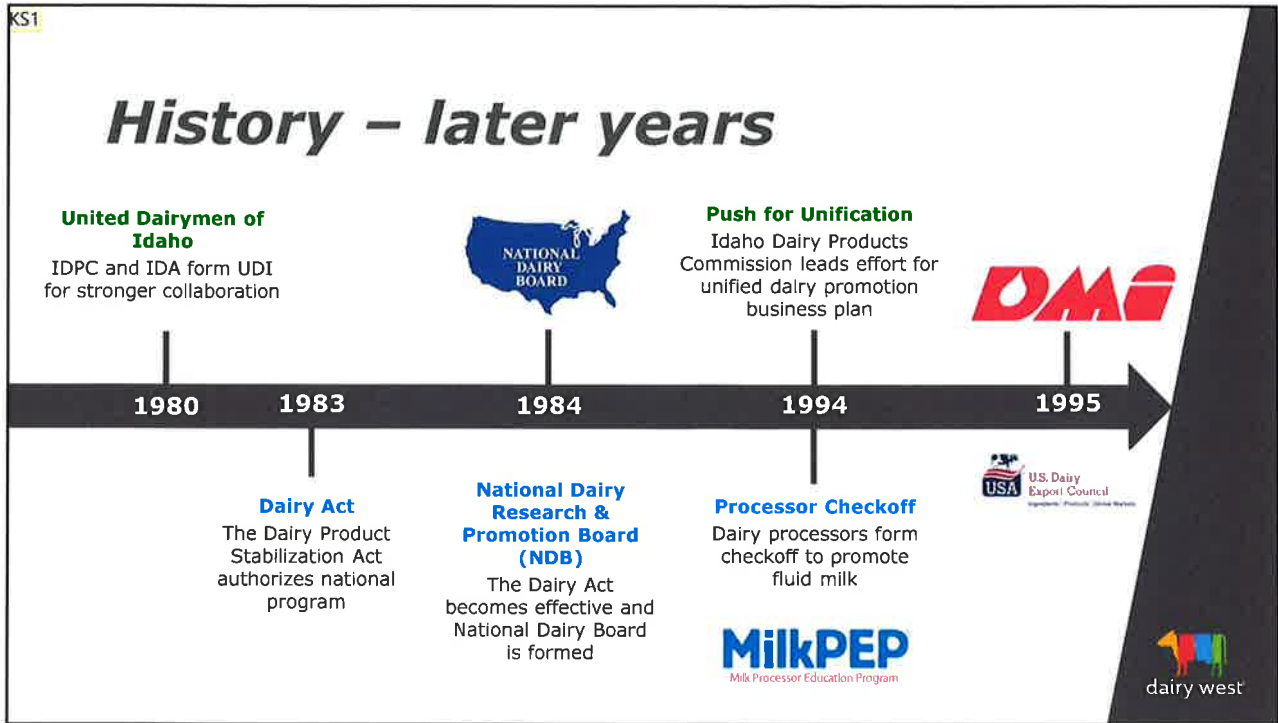 KS1
History – later years
United Dairymen of
Idaho
IDPC and IDA form UDI
for stronger collaboration
NATIONAL
DAIRY
BOARD
Push for Unification
Idaho Dairy Products
Commission leads effort for
unified dairy promotion
business plan
DMI
1980
1983
1984
1994
1995
Dairy Act
The Dairy Product
Stabilization Act
authorizes national
program
National Dairy
Research &
Promotion Board
(NDB)
The Dairy Act
becomes effective and
National Dairy Board
is formed
Processor Checkoff
Dairy processors form
checkoff to promote
fluid milk
MilkPEP
Milk Processor Education Program
USA
U.S. Dairy
Export Council
Ingredients | Products | Global Markets
dairy west